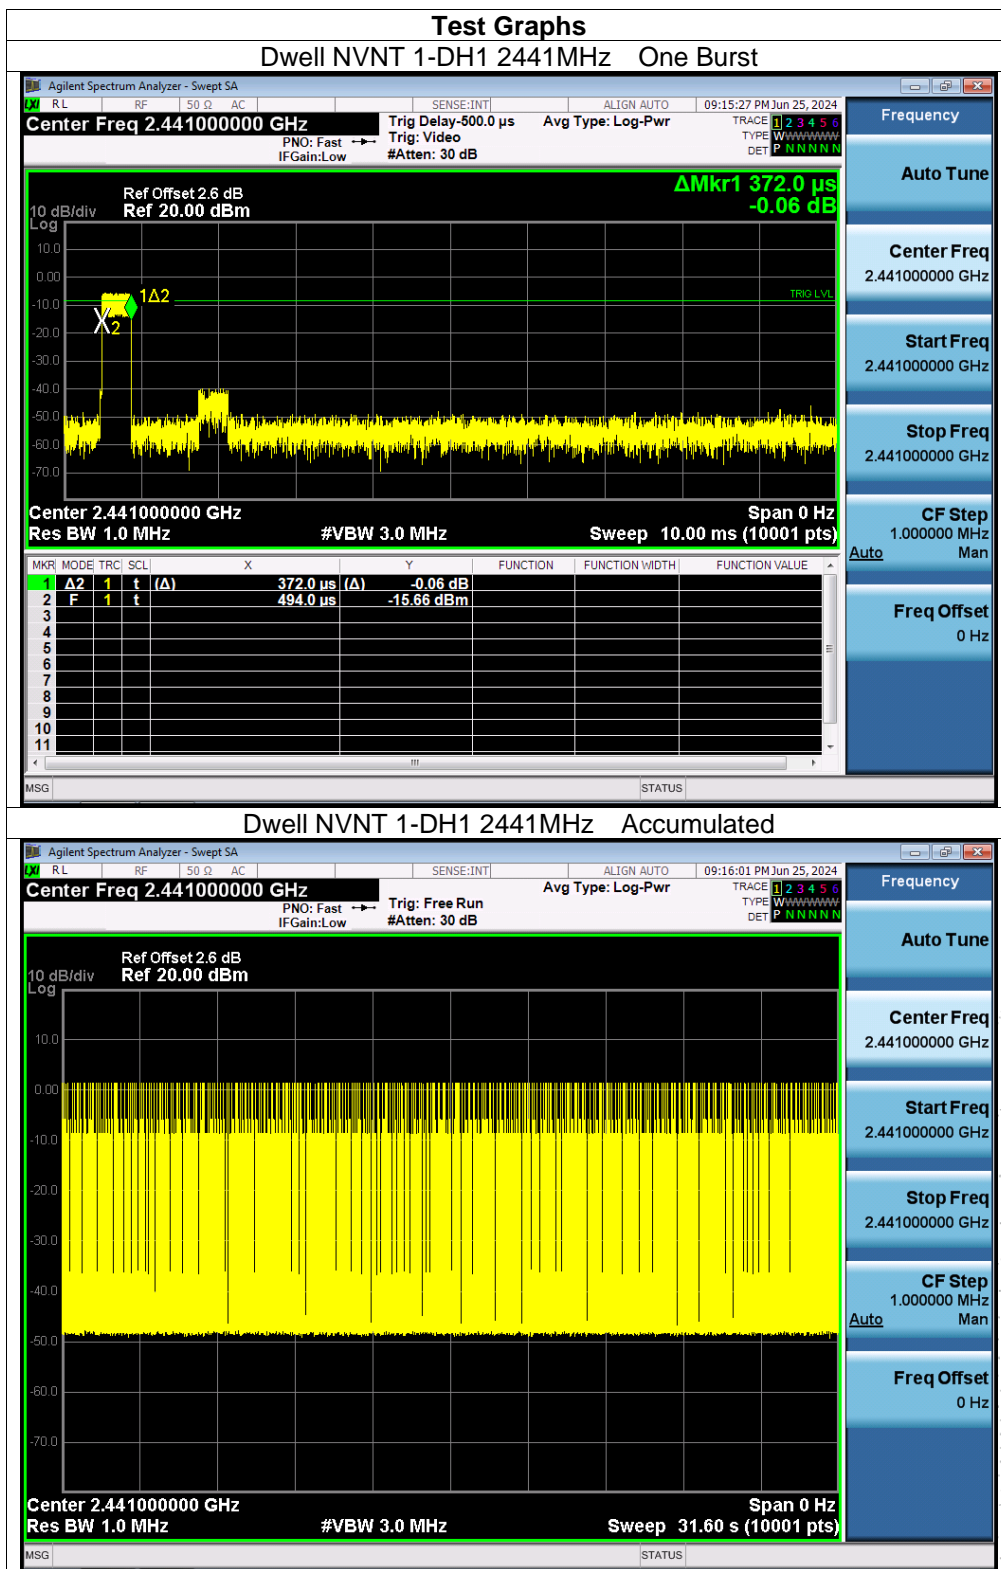 Test Graphs
Dwell NVNT 1-DH1 2441MHz One Burst
Agilent Spectrum Analyzer - Swept SA
LXI RL RF 50 Ω AC SENSE:INT ALIGN AUTO 09:15:27 PM Jun 25, 2024
Center Freq 2.441000000 GHz
PNO: Fast
IFGain:Low
Trig Delay-500.0 µs
Trig: Video
#Atten: 30 dB
Avg Type: Log-Pwr
TRACE 1 2 3 4 5 6
TYPE WWWWWWW
DET P N N N N N
Frequency
Auto Tune
Center Freq
2.441000000 GHz
Start Freq
2.441000000 GHz
Stop Freq
2.441000000 GHz
CF Step
1.000000 MHz
Auto Man
Freq Offset
0 Hz
ΔMkr1 372.0 µs
-0.06 dB
Ref Offset 2.6 dB
10 dB/div Ref 20.00 dBm
Log
10.0
0.00
-10.0
-20.0
-30.0
-40.0
-50.0
-60.0
-70.0
1Δ2
2
TRIG LVL
Center 2.441000000 GHz Span 0 Hz
Res BW 1.0 MHz #VBW 3.0 MHz Sweep 10.00 ms (10001 pts)
MKR MODE TRC SCL X Y FUNCTION FUNCTION WIDTH FUNCTION VALUE
1 Δ2 1 t (Δ) 372.0 µs (Δ) -0.06 dB
2 F 1 t 494.0 µs -15.66 dBm
3
4
5
6
7
8
9
10
11
MSG STATUS
Dwell NVNT 1-DH1 2441MHz Accumulated
Agilent Spectrum Analyzer - Swept SA
LXI RL RF 50 Ω AC SENSE:INT ALIGN AUTO 09:16:01 PM Jun 25, 2024
Center Freq 2.441000000 GHz
PNO: Fast
IFGain:Low
Trig: Free Run
#Atten: 30 dB
Avg Type: Log-Pwr
TRACE 1 2 3 4 5 6
TYPE WWWWWWW
DET P N N N N N
Frequency
Auto Tune
Center Freq
2.441000000 GHz
Start Freq
2.441000000 GHz
Stop Freq
2.441000000 GHz
CF Step
1.000000 MHz
Auto Man
Freq Offset
0 Hz
Ref Offset 2.6 dB
10 dB/div Ref 20.00 dBm
Log
10.0
0.00
-10.0
-20.0
-30.0
-40.0
-50.0
-60.0
-70.0
Center 2.441000000 GHz Span 0 Hz
Res BW 1.0 MHz #VBW 3.0 MHz Sweep 31.60 s (10001 pts)
MSG STATUS